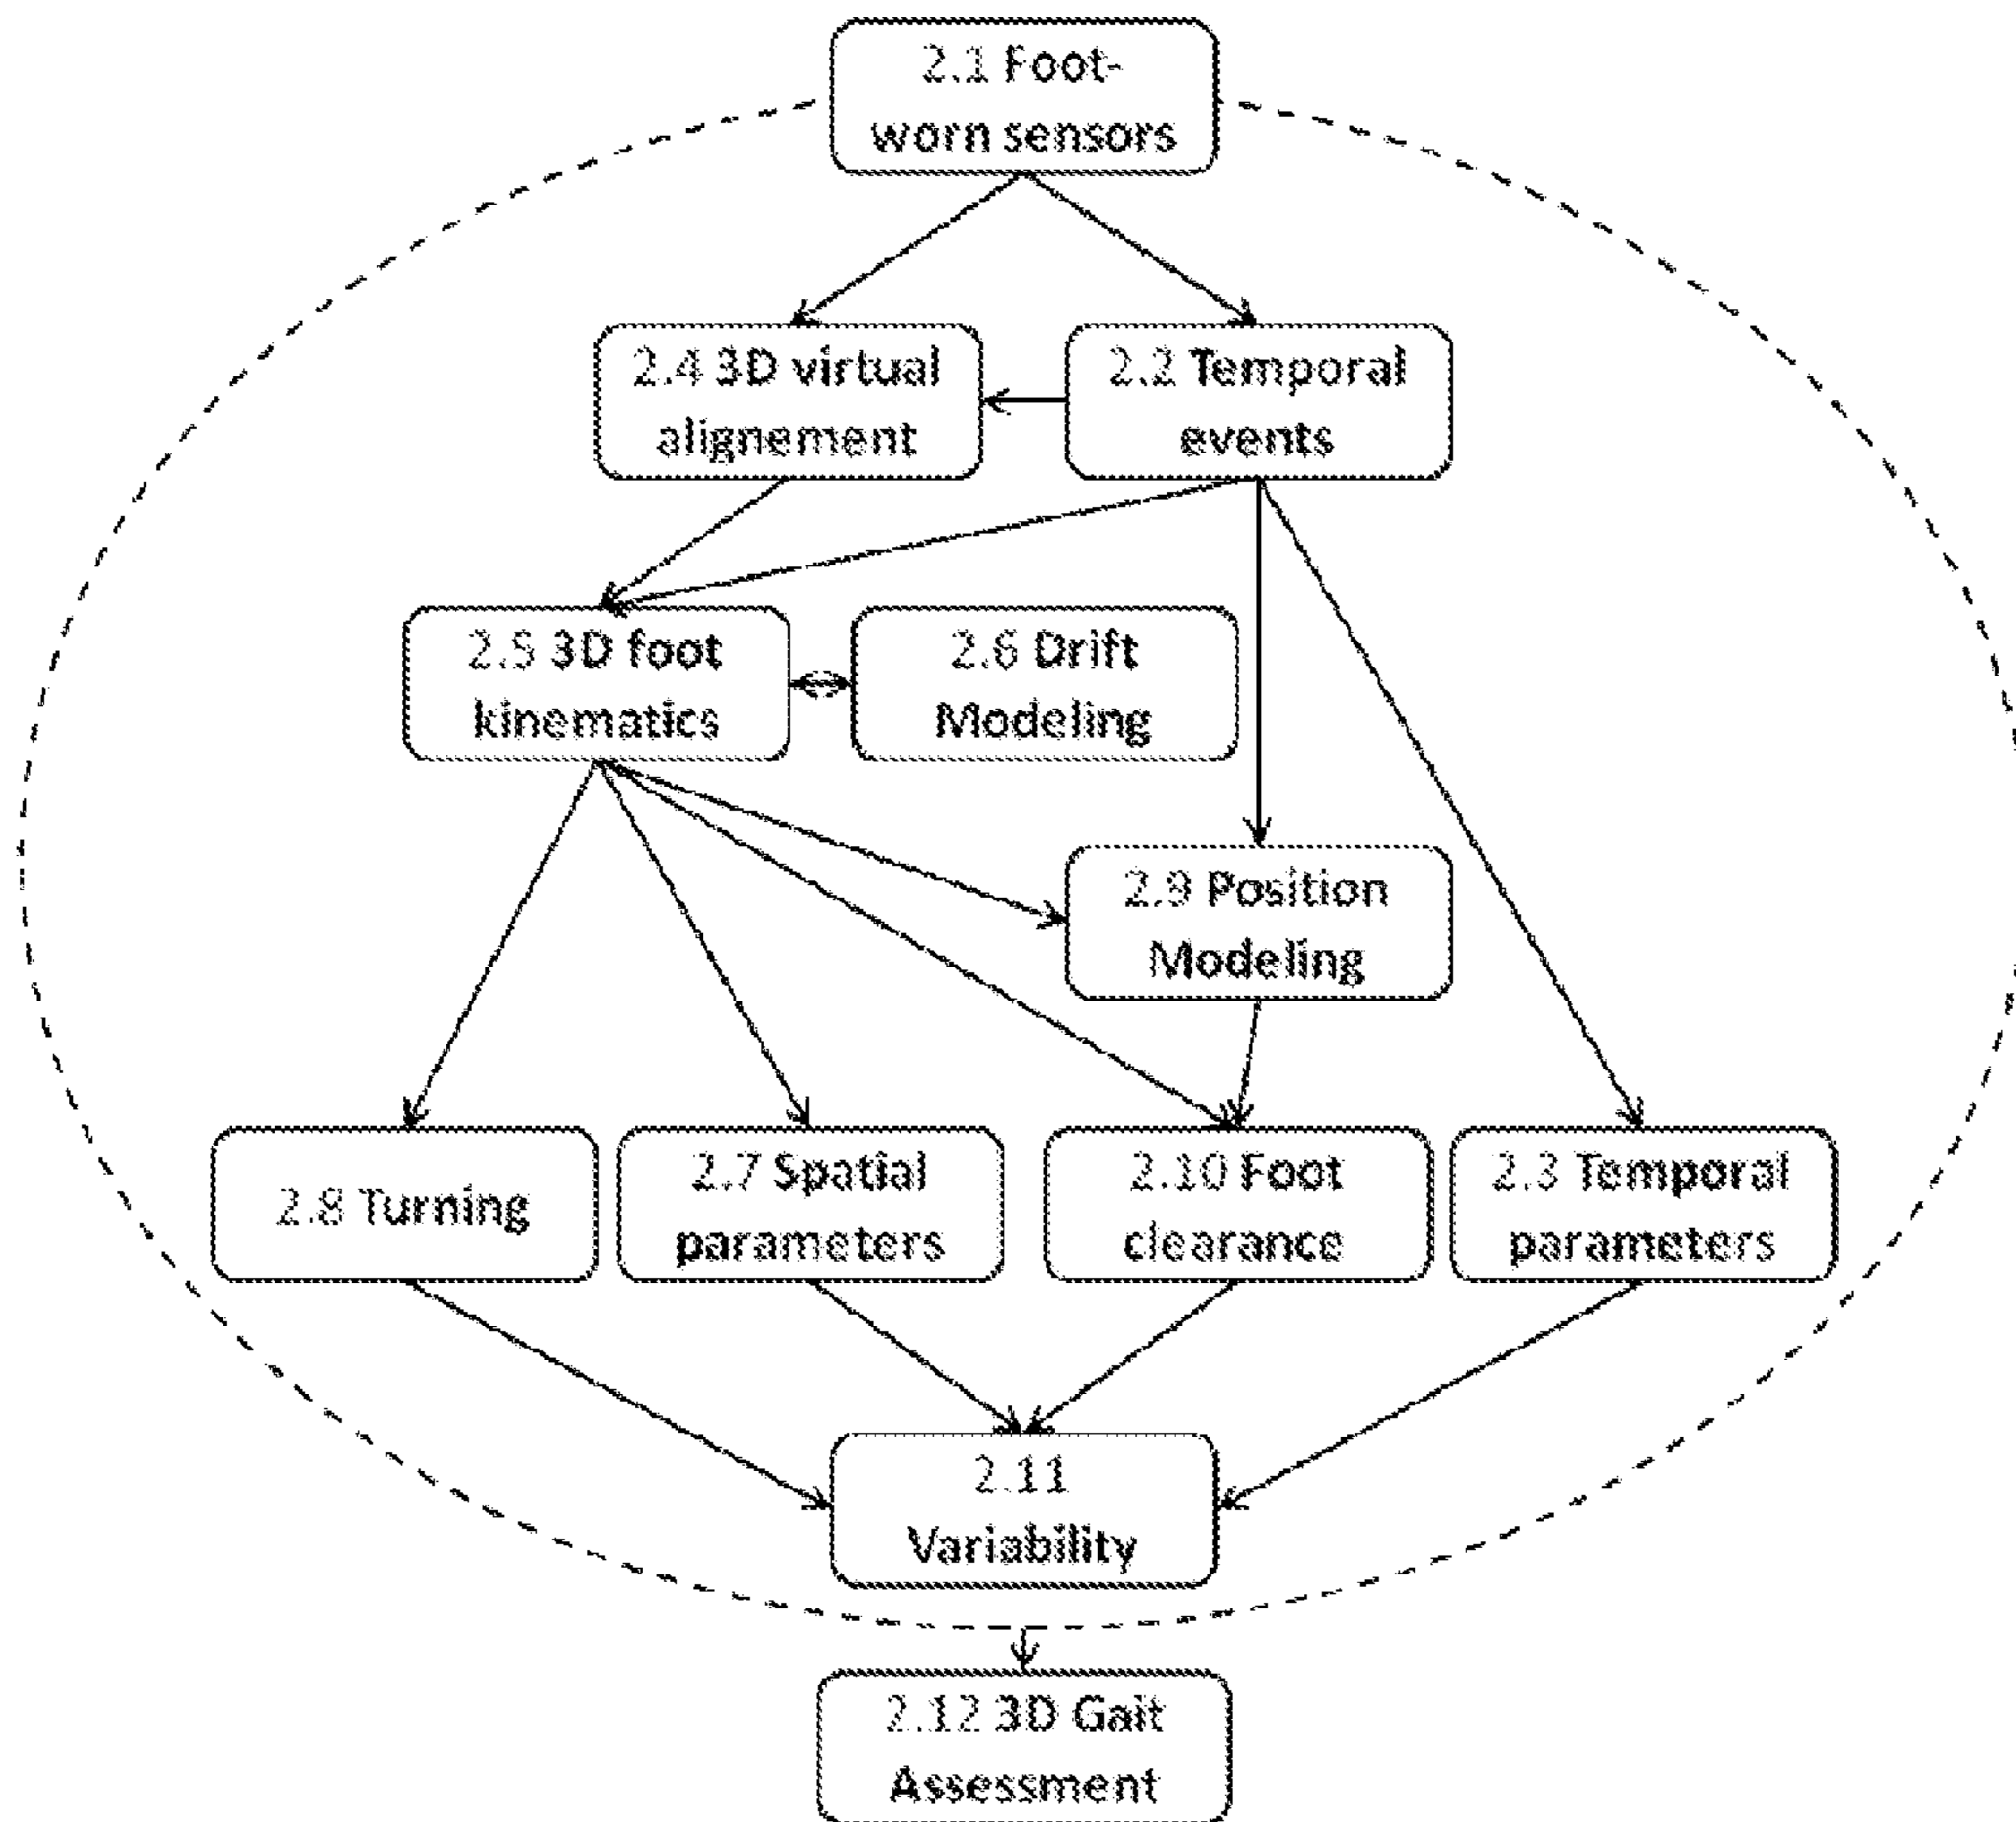 2.1 Foot-
worn sensors
2.4 3D virtual
alignement
2.2 Temporal
events
2.5 3D foot
kinematics
2.6 Drift
Modeling
2.9 Position
Modeling
2.8 Turning
2.7 Spatial
parameters
2.10 Foot
clearance
2.3 Temporal
parameters
2.11
Variability
2.12 3D Gait
Assessment